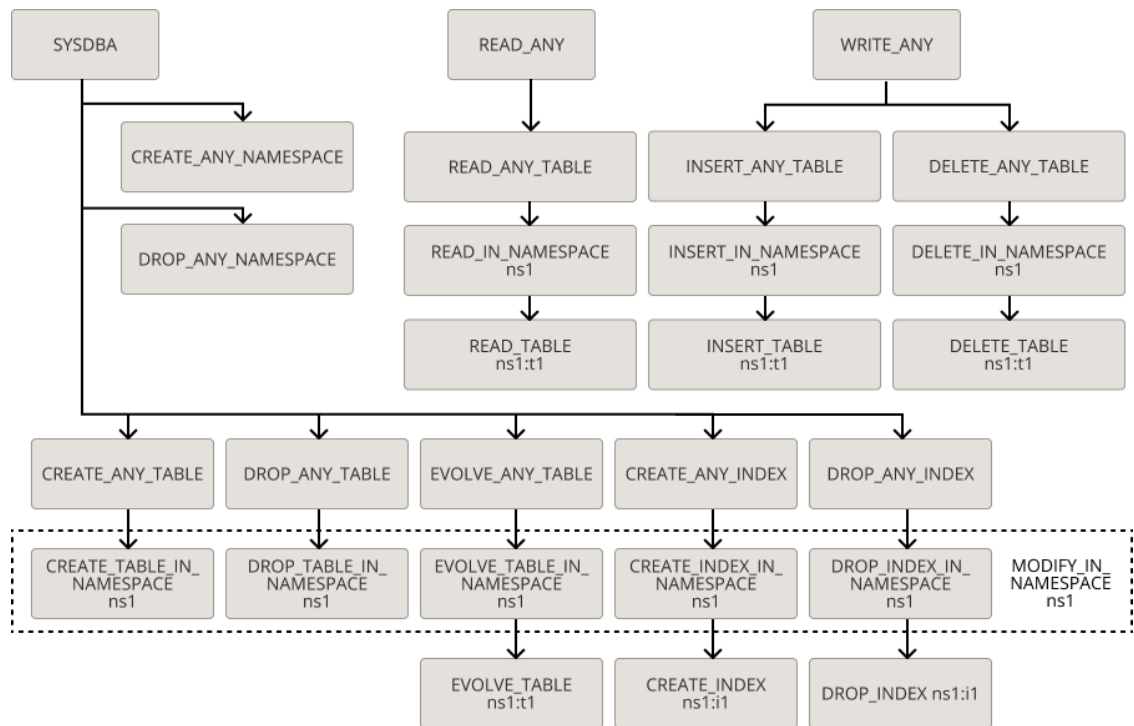 SYSDBA
READ_ANY
WRITE_ANY
CREATE_ANY_NAMESPACE
READ_ANY_TABLE
INSERT_ANY_TABLE
DELETE_ANY_TABLE
DROP_ANY_NAMESPACE
READ_IN_NAMESPACE
ns1
INSERT_IN_NAMESPACE
ns1
DELETE_IN_NAMESPACE
ns1
READ_TABLE
ns1:t1
INSERT_TABLE
ns1:t1
DELETE_TABLE
ns1:t1
CREATE_ANY_TABLE
DROP_ANY_TABLE
EVOLVE_ANY_TABLE
CREATE_ANY_INDEX
DROP_ANY_INDEX
CREATE_TABLE_IN_
NAMESPACE
ns1
DROP_TABLE_IN_
NAMESPACE
ns1
EVOLVE_TABLE_IN_
NAMESPACE
ns1
CREATE_INDEX_IN_
NAMESPACE
ns1
DROP_INDEX_IN_
NAMESPACE
ns1
MODIFY_IN_
NAMESPACE
ns1
EVOLVE_TABLE
ns1:t1
CREATE_INDEX
ns1:i1
DROP_INDEX ns1:i1